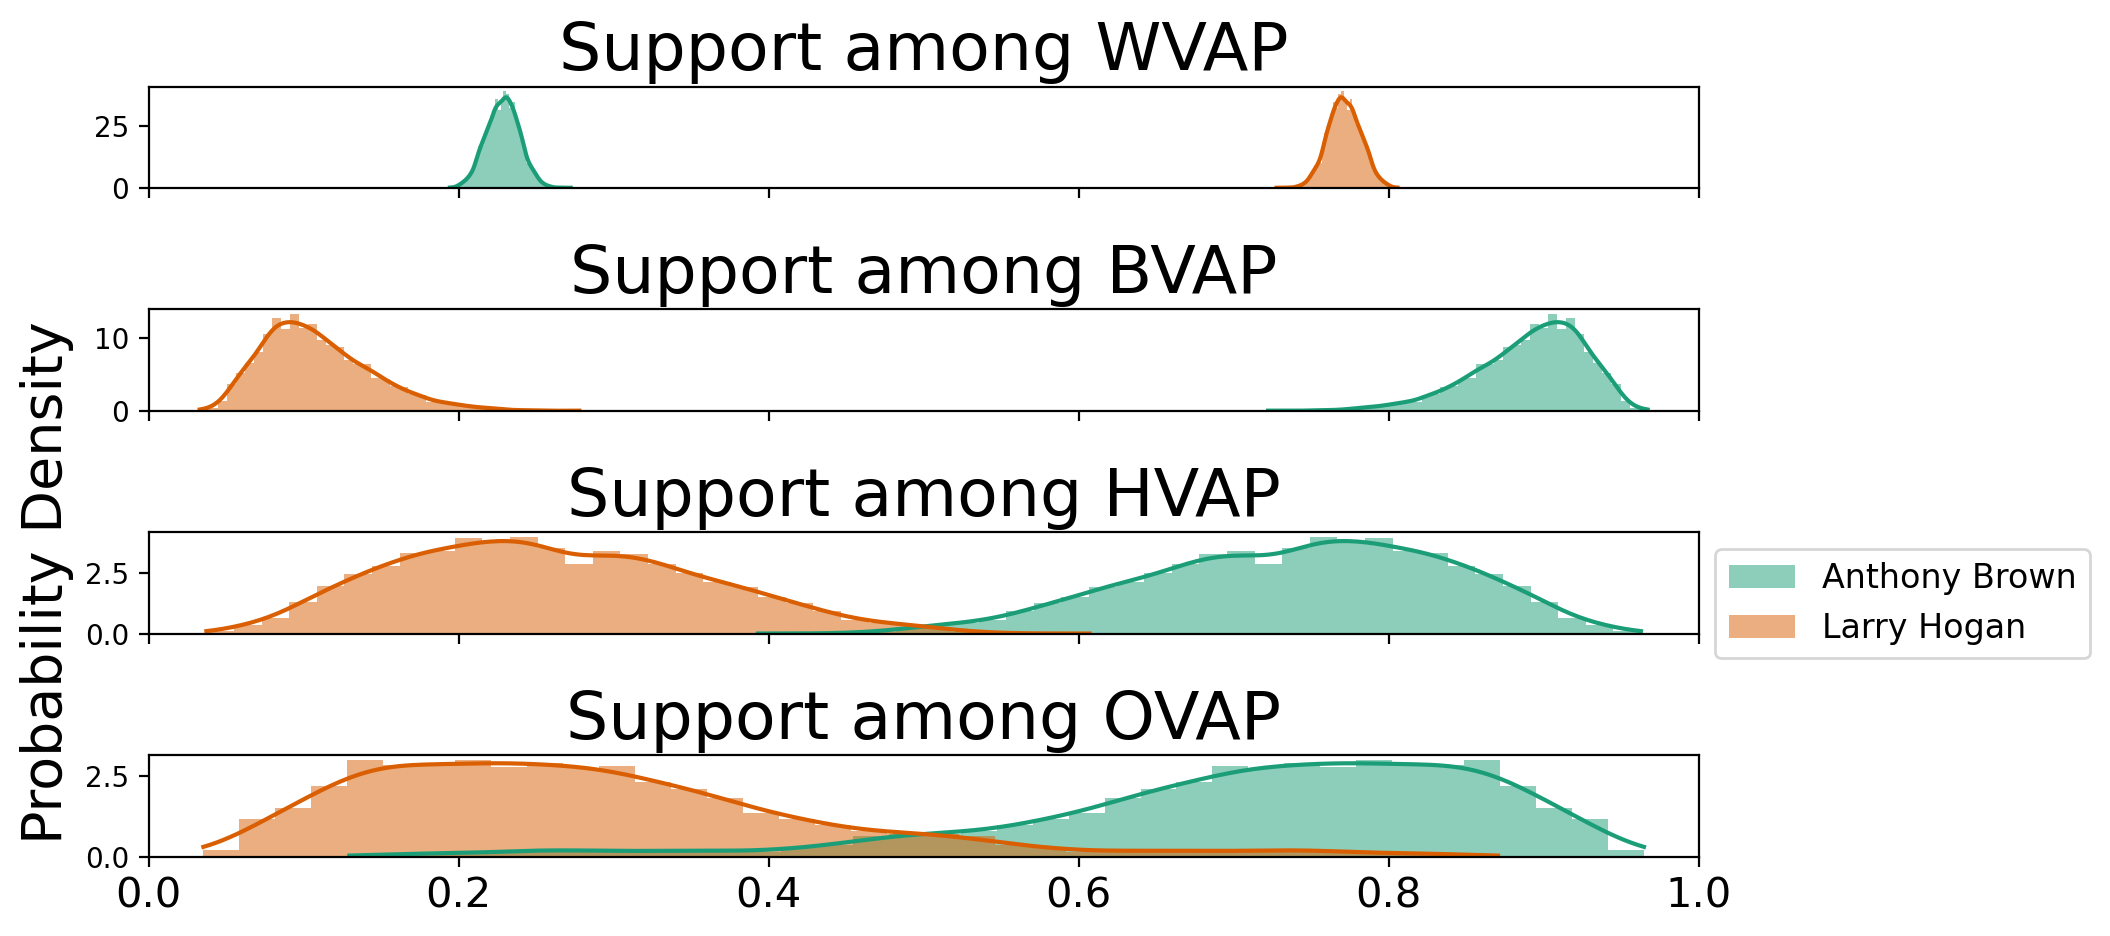 Support among WVAP
25
0
Support among BVAP
10
0
Support among HVAP
2.5
0.0
Support among OVAP
2.5
0.0
0.0 0.2 0.4 0.6 0.8 1.0
Probability Density
Anthony Brown
Larry Hogan